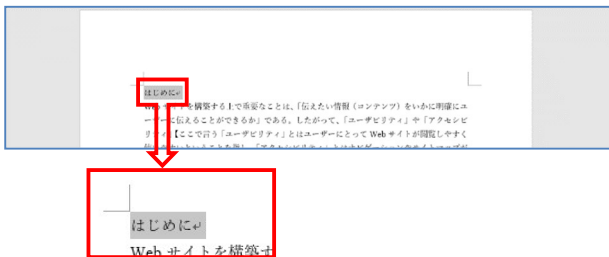 はじめに
Web サイトを構築する上で重要なことは、「伝えたい情報（コンテンツ）をいかに明確にユ
ーザーに伝えることができるか」である。したがって、「ユーザビリティ」や「アクセシビ
リティ【ここで言う「ユーザビリティ」とはユーザーにとって Web サイトが閲覧しやすく
はじめに
Web サイトを構築す